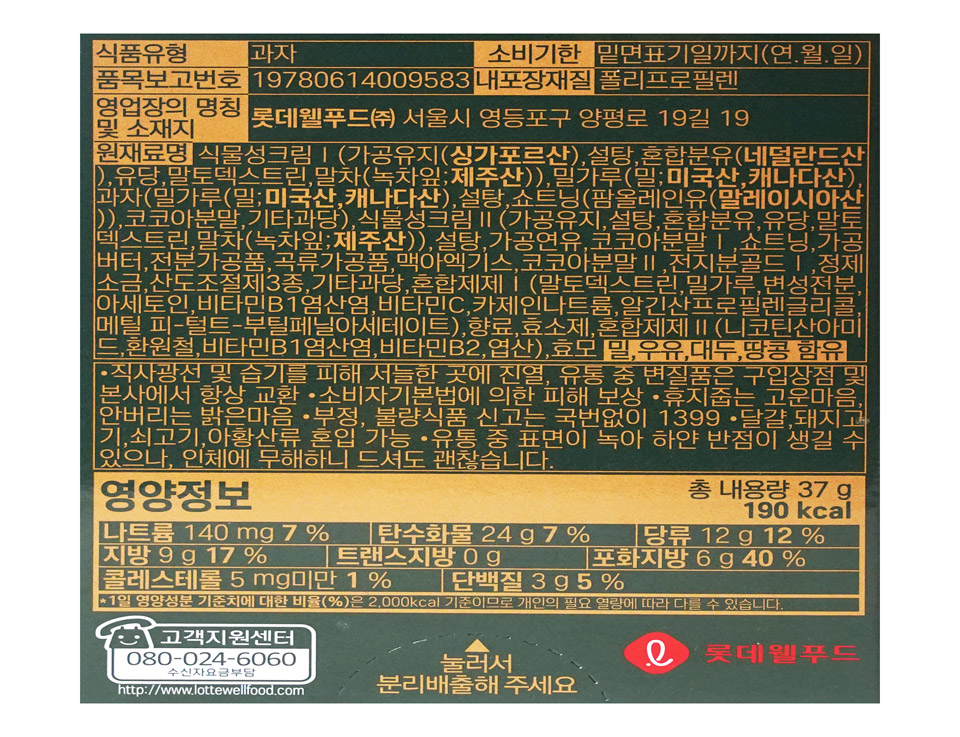 식품유형 과자 소비기한 밑면표기일까지(연.월.일)
품목보고번호 19780614009583 내포장재질 폴리프로필렌
영업장의 명칭
및 소재지 롯데웰푸드㈜ 서울시 영등포구 양평로 19길 19
원재료명 식물성크림Ⅰ(가공유지(싱가포르산),설탕,혼합분유(네덜란드산
),유당,말토덱스트린,말차(녹차잎;제주산)),밀가루(밀;미국산,캐나다산),
과자(밀가루(밀;미국산,캐나다산),설탕,쇼트닝(팜올레인유(말레이시아산
)),코코아분말,기타과당),식물성크림Ⅱ(가공유지,설탕,혼합분유,유당,말토
덱스트린,말차(녹차잎;제주산)),설탕,가공연유,코코아분말Ⅰ,쇼트닝,가공
버터,전분가공품,곡류가공품,맥아엑기스,코코아분말Ⅱ,전지분골드Ⅰ,정제
소금,산도조절제3종,기타과당,혼합제제Ⅰ(말토덱스트린,밀가루,변성전분,
아세토인,비타민B1염산염,비타민C,카제인나트륨,알긴산프로필렌글리콜,
메틸 피-털트-부틸페닐아세테이트),향료,효소제,혼합제제Ⅱ(니코틴산아미
드,환원철,비타민B1염산염,비타민B2,엽산),효모 밀,우유,대두,땅콩 함유
•직사광선 및 습기를 피해 서늘한 곳에 진열, 유통 중 변질품은 구입상점 및
본사에서 항상 교환 •소비자기본법에 의한 피해 보상 •휴지줍는 고운마음,
안버리는 밝은마음 •부정, 불량식품 신고는 국번없이 1399 •달걀,돼지고
기,쇠고기,아황산류 혼입 가능 •유통 중 표면이 녹아 하얀 반점이 생길 수
있으나, 인체에 무해하니 드셔도 괜찮습니다.
영양정보 총 내용량 37 g
190 kcal
나트륨 140 mg 7 % 탄수화물 24 g 7 % 당류 12 g 12 %
지방 9 g 17 % 트랜스지방 0 g 포화지방 6 g 40 %
콜레스테롤 5 mg미만 1 % 단백질 3 g 5 %
*1일 영양성분 기준치에 대한 비율(%)은 2,000kcal 기준이므로 개인의 필요 열량에 따라 다를 수 있습니다.
고객지원센터
080-024-6060
수신자요금부담
http://www.lottewellfood.com
눌러서
분리배출해 주세요
롯데웰푸드